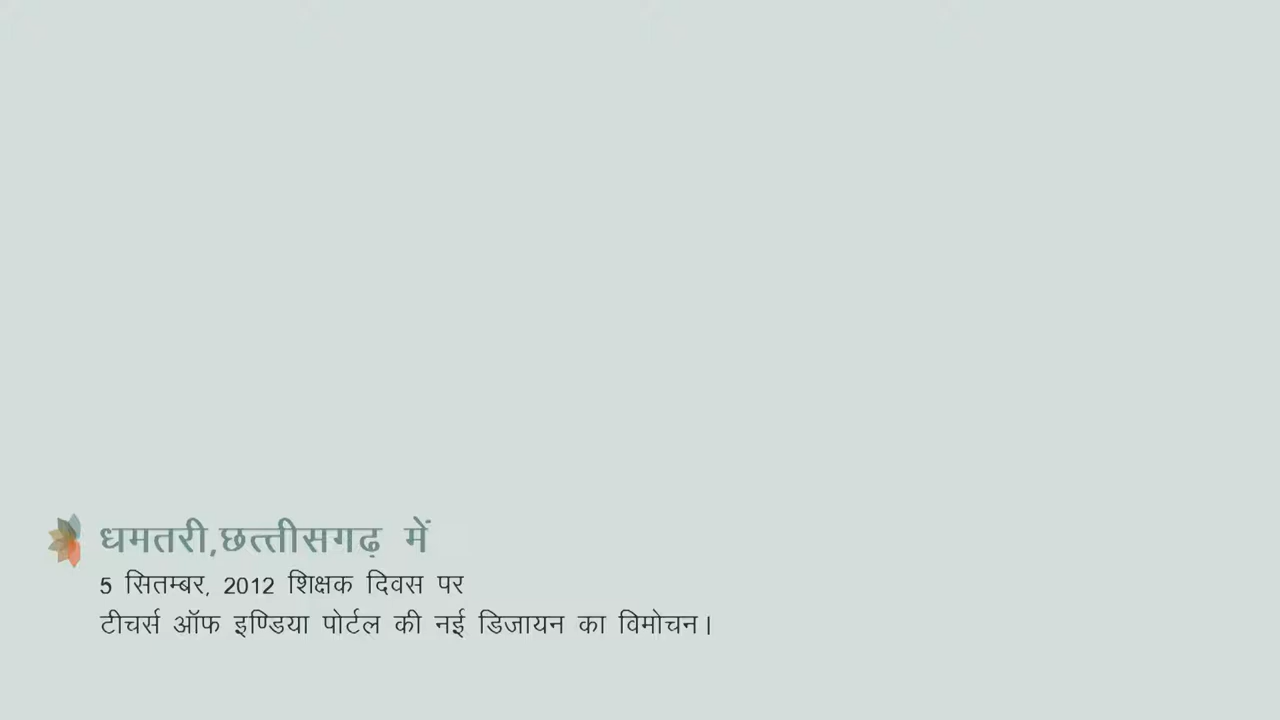 धमतरी,छत्तीसगढ़ में
5 सितम्बर, 2012 शिक्षक दिवस पर
टीचर्स ऑफ इण्डिया पोर्टल की नई डिजायन का विमोचन।